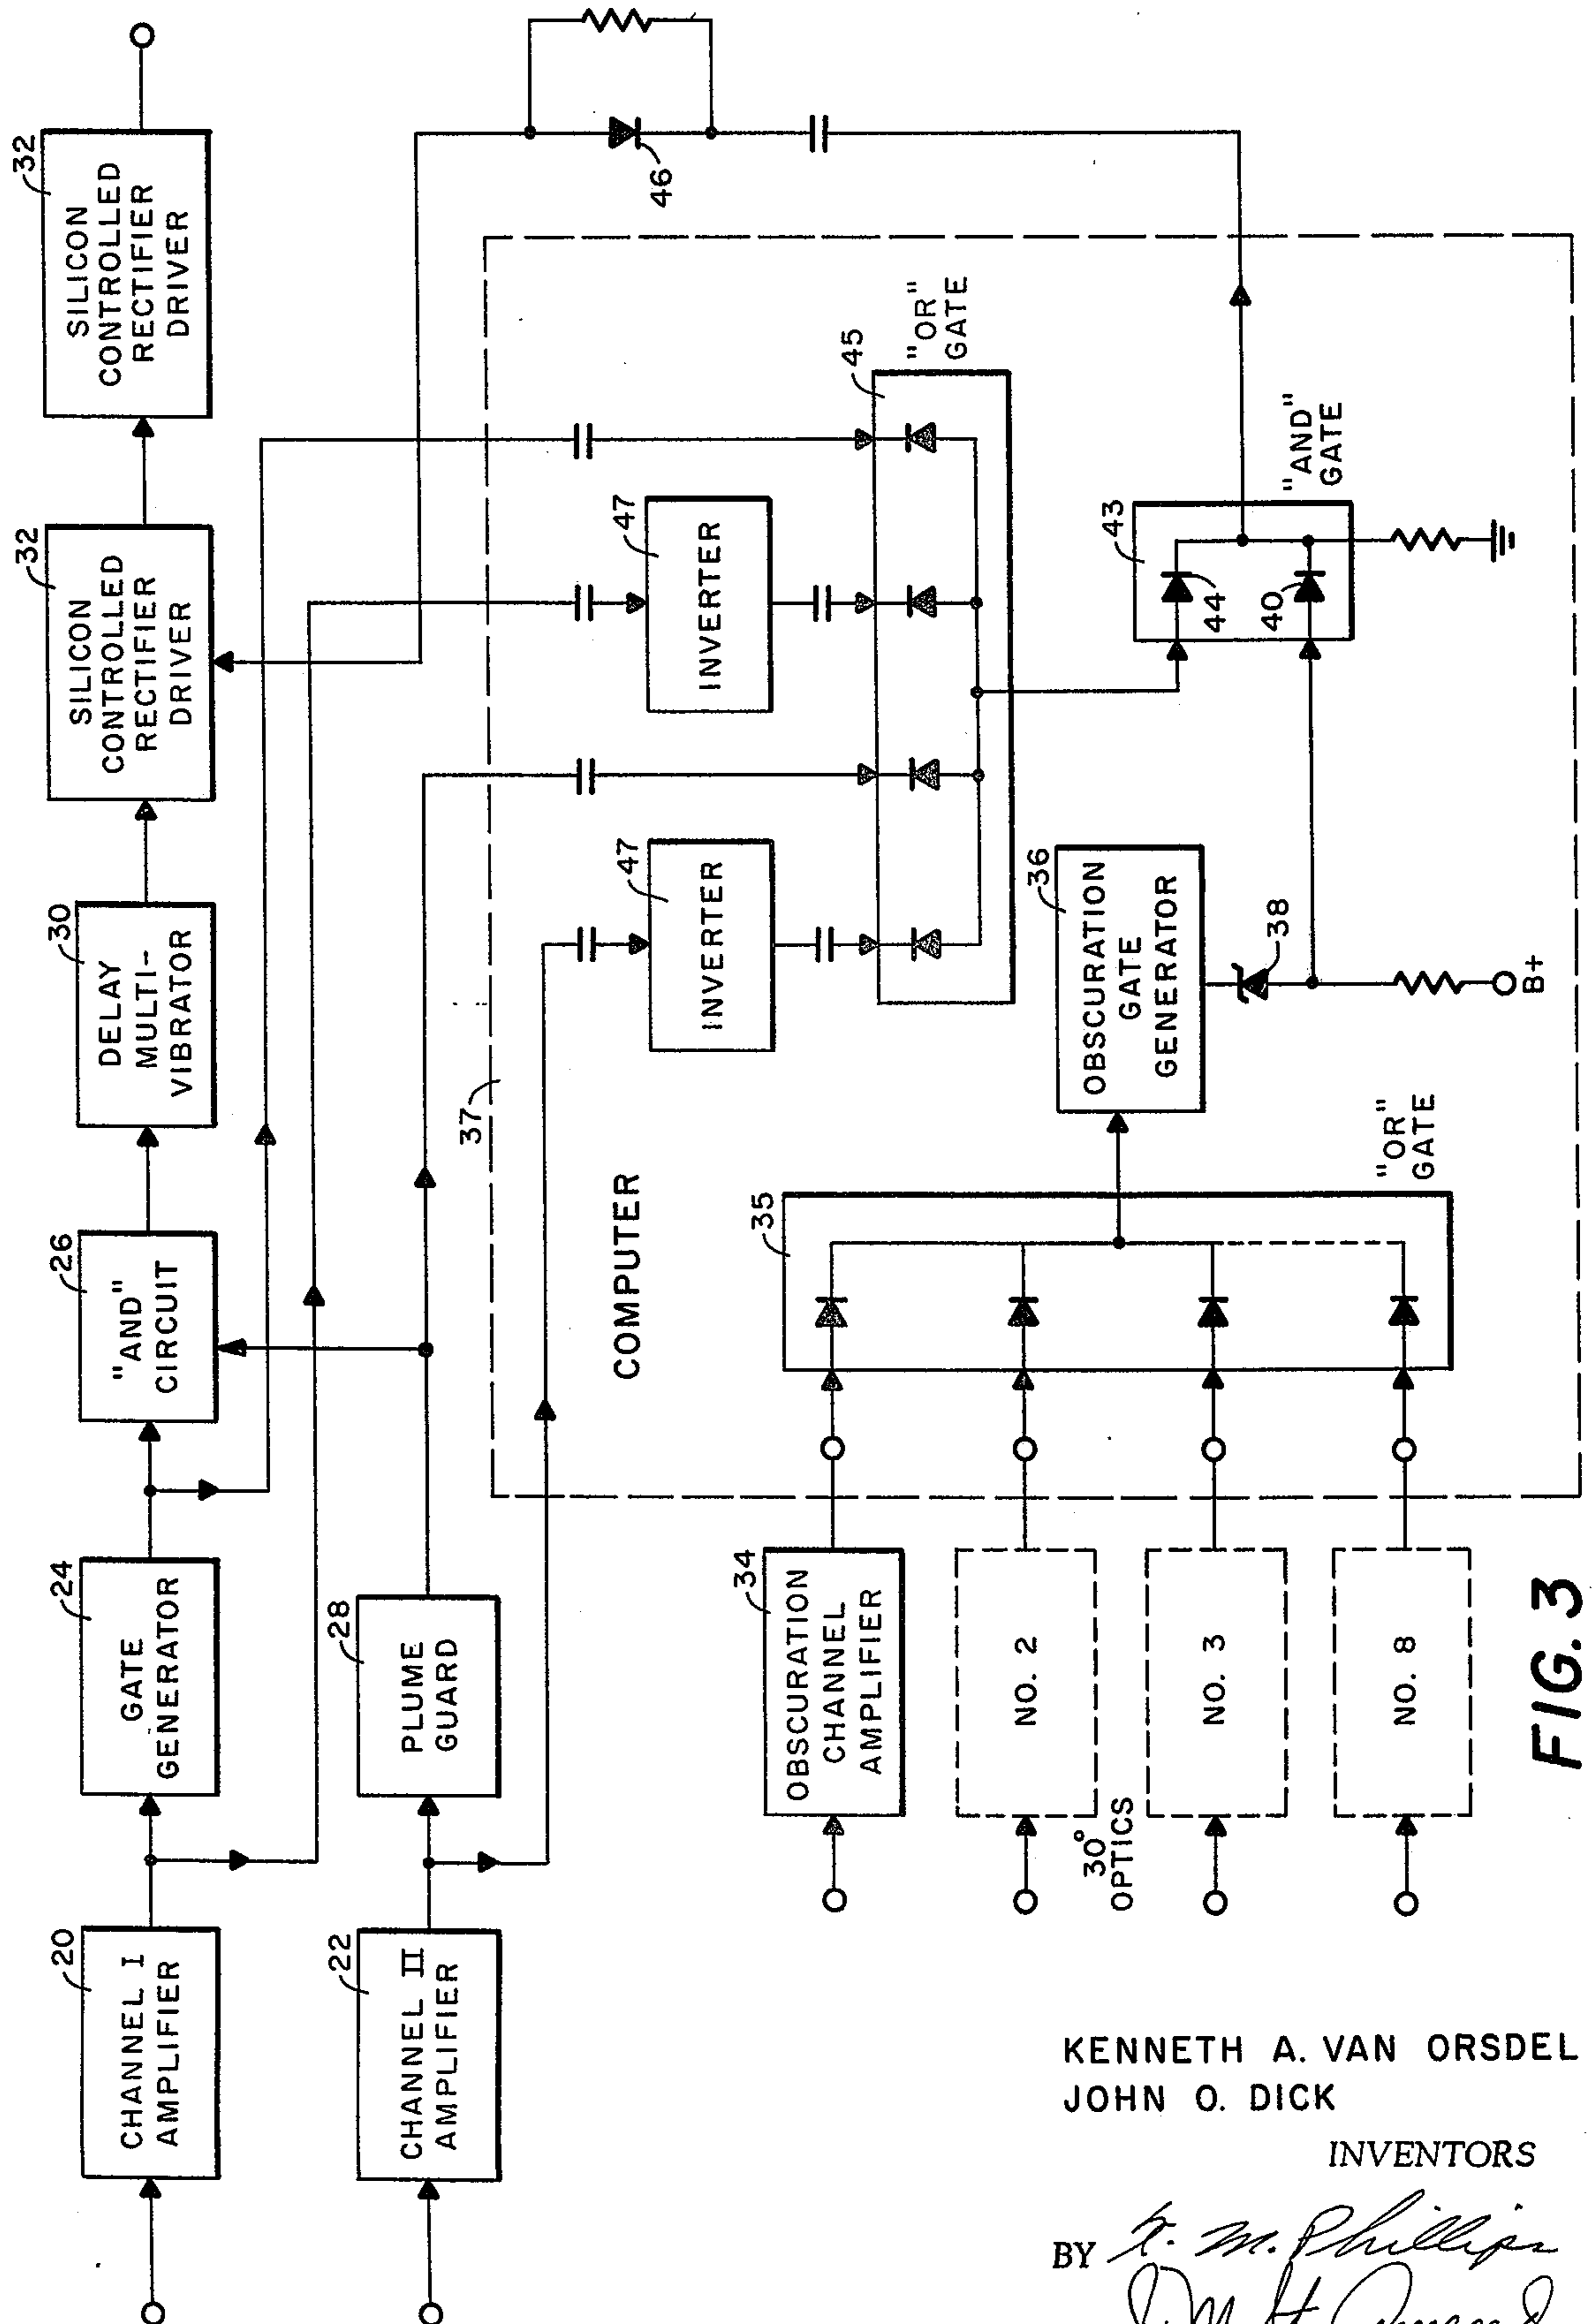 20
CHANNEL I
AMPLIFIER
24
GATE
GENERATOR
26
"AND"
CIRCUIT
30
DELAY
MULTI-
VIBRATOR
32
SILICON
CONTROLLED
RECTIFIER
DRIVER
32
SILICON
CONTROLLED
RECTIFIER
DRIVER
22
CHANNEL II
AMPLIFIER
28
PLUME
GUARD
37
COMPUTER
46
47
INVERTER
47
INVERTER
45
"OR"
GATE
34
OBSCURATION
CHANNEL
AMPLIFIER
NO. 2
30°
OPTICS
NO. 3
NO. 8
35
"OR"
GATE
36
OBSCURATION
GATE
GENERATOR
38
B+
43
44
40
"AND"
GATE
FIG. 3
KENNETH A. VAN ORSDEL
JOHN O. DICK
INVENTORS
BY
Phillips